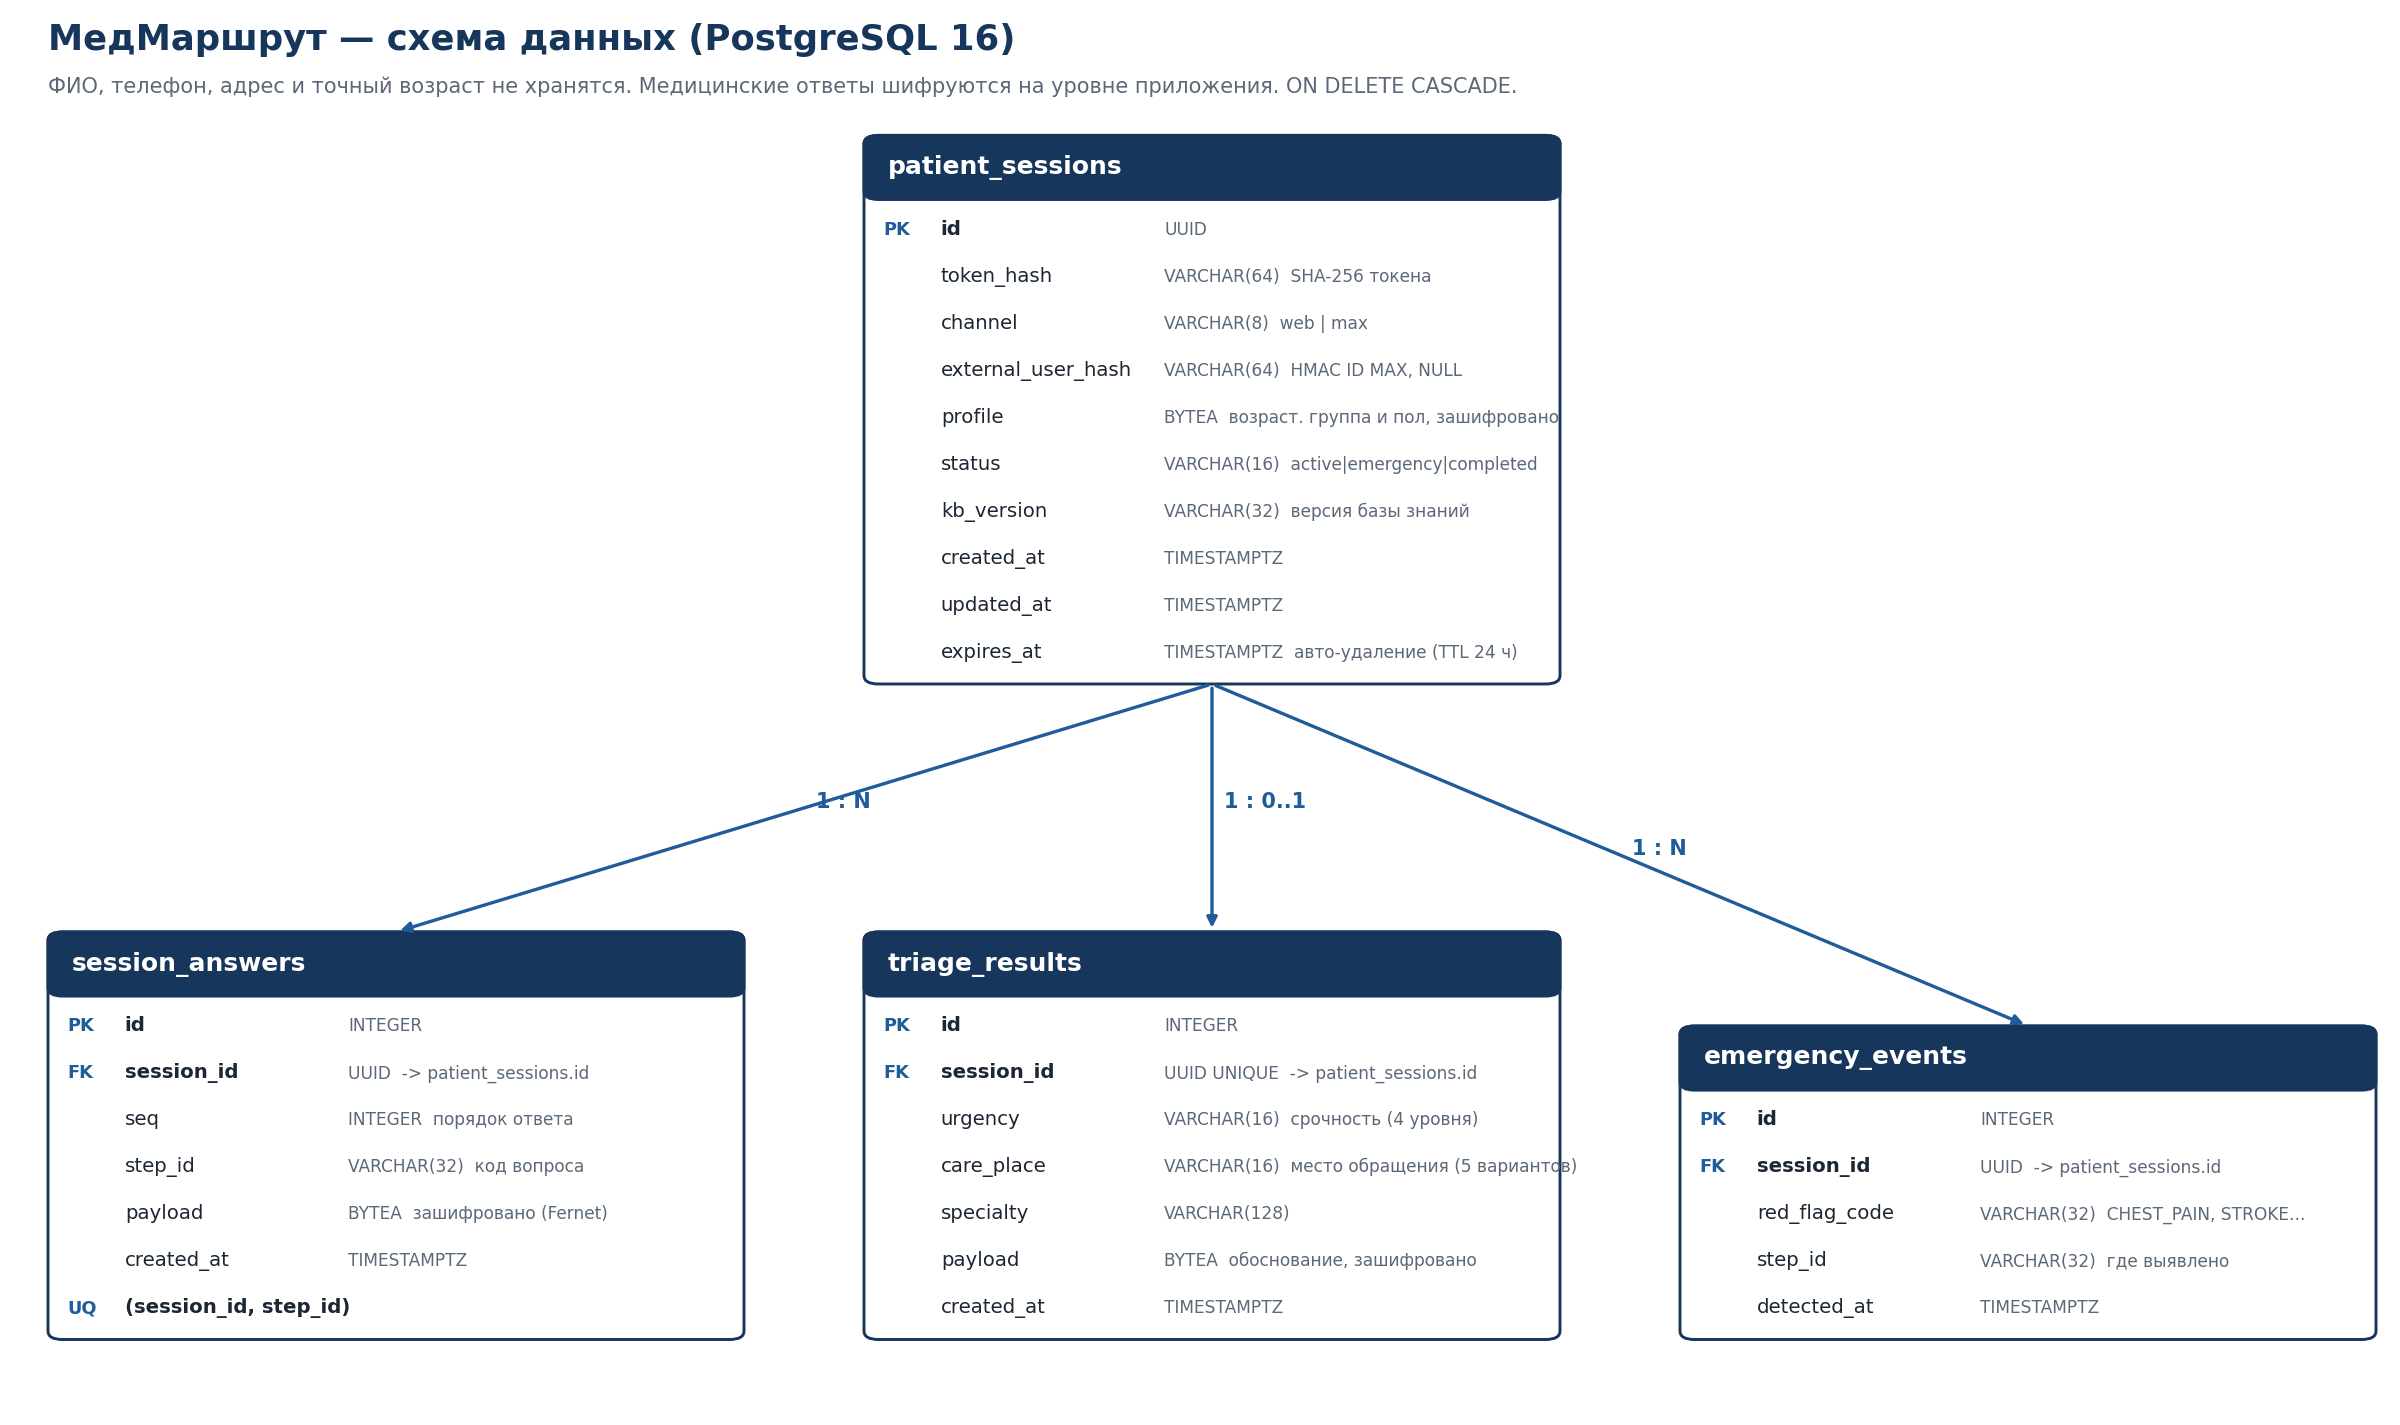 МедМаршрут — схема данных (PostgreSQL 16)
ФИО, телефон, адрес и точный возраст не хранятся. Медицинские ответы шифруются на уровне приложения. ON DELETE CASCADE.
patient_sessions
PK id UUID
token_hash VARCHAR(64) SHA-256 токена
channel VARCHAR(8) web | max
external_user_hash VARCHAR(64) HMAC ID MAX, NULL
profile BYTEA возраст. группа и пол, зашифровано
status VARCHAR(16) active|emergency|completed
kb_version VARCHAR(32) версия базы знаний
created_at TIMESTAMPTZ
updated_at TIMESTAMPTZ
expires_at TIMESTAMPTZ авто-удаление (TTL 24 ч)
1 : N
1 : 0..1
1 : N
session_answers
PK id INTEGER
FK session_id UUID -> patient_sessions.id
seq INTEGER порядок ответа
step_id VARCHAR(32) код вопроса
payload BYTEA зашифровано (Fernet)
created_at TIMESTAMPTZ
UQ (session_id, step_id)
triage_results
PK id INTEGER
FK session_id UUID UNIQUE -> patient_sessions.id
urgency VARCHAR(16) срочность (4 уровня)
care_place VARCHAR(16) место обращения (5 вариантов)
specialty VARCHAR(128)
payload BYTEA обоснование, зашифровано
created_at TIMESTAMPTZ
emergency_events
PK id INTEGER
FK session_id UUID -> patient_sessions.id
red_flag_code VARCHAR(32) CHEST_PAIN, STROKE…
step_id VARCHAR(32) где выявлено
detected_at TIMESTAMPTZ